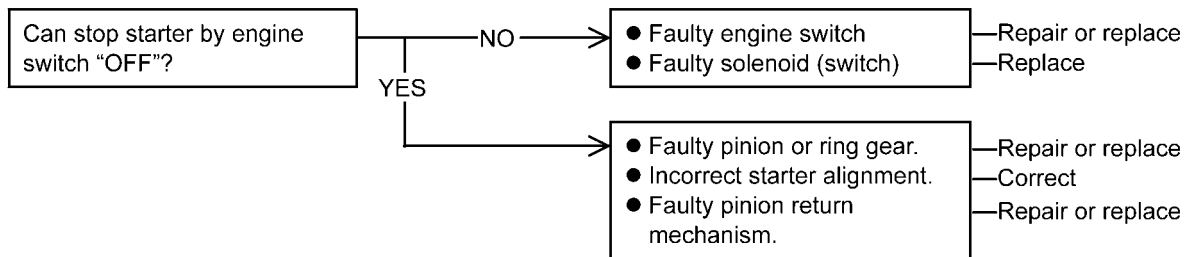 Can stop starter by engine
switch “OFF”?
NO
YES
● Faulty engine switch
● Faulty solenoid (switch)
Repair or replace
Replace
● Faulty pinion or ring gear.
● Incorrect starter alignment.
● Faulty pinion return
mechanism.
Repair or replace
Correct
Repair or replace